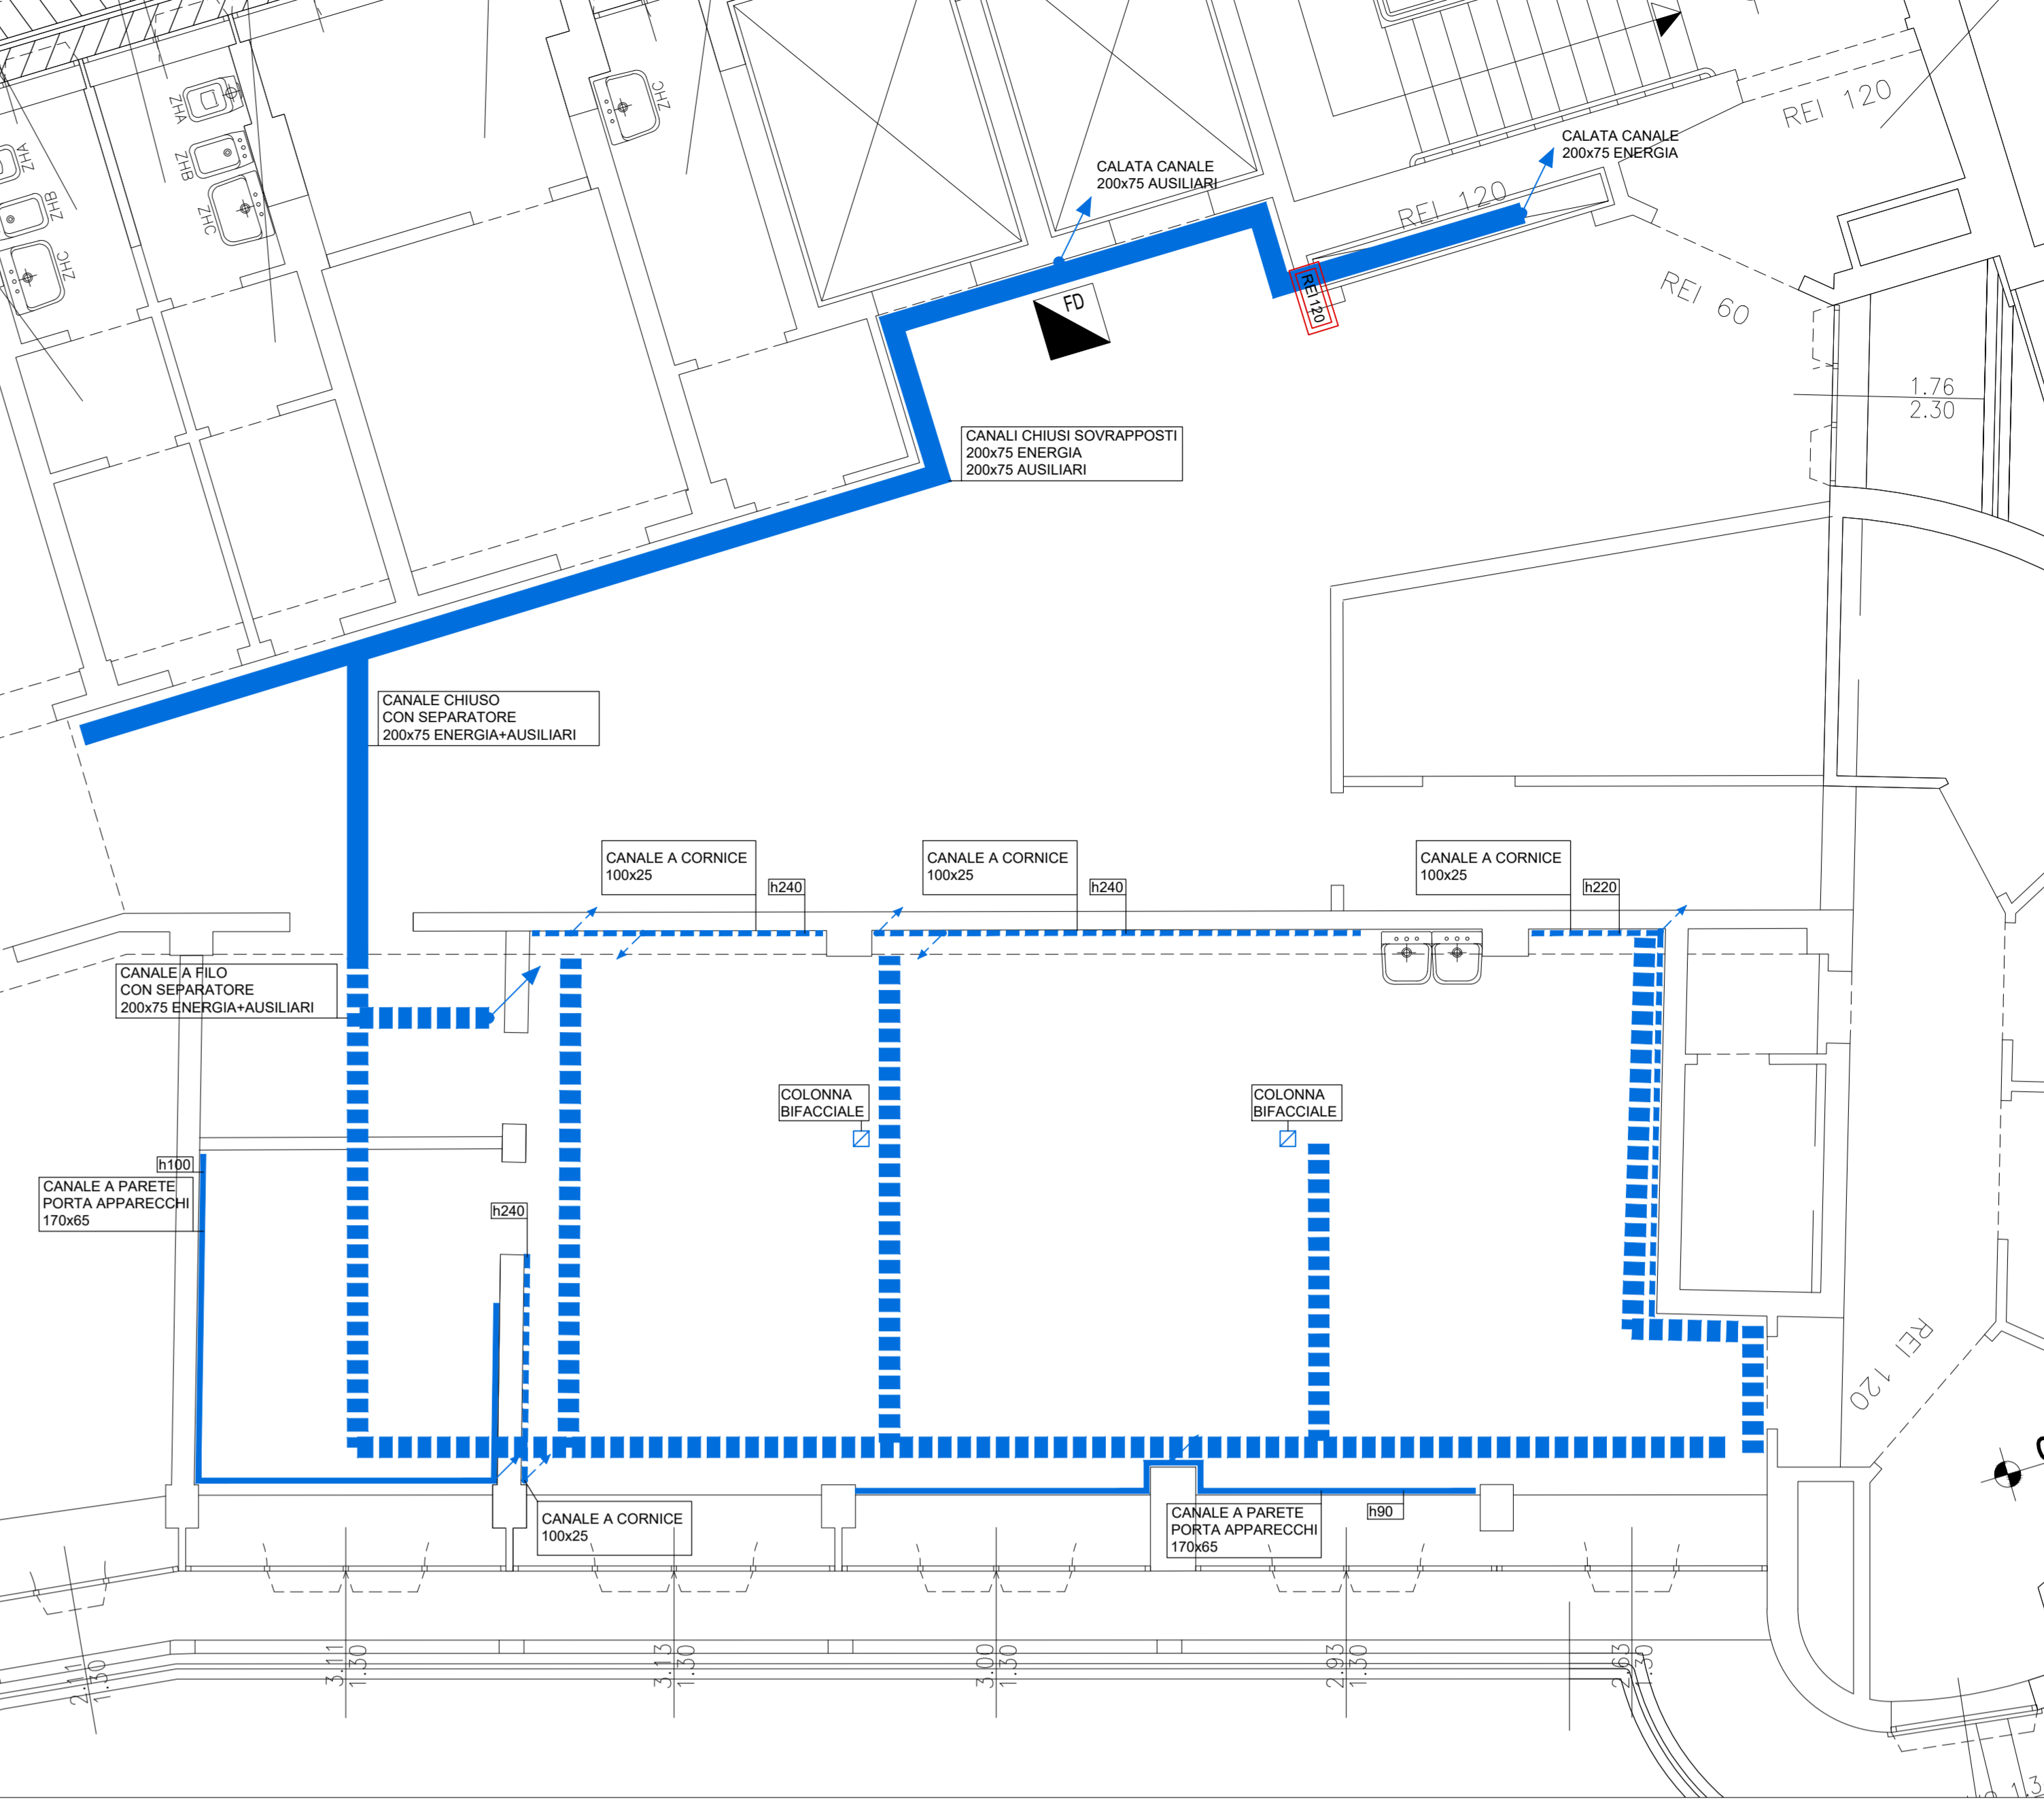 ZHA
ZHB
ZHC
ZHA
ZHB
ZHC
ZHC
REI 120
CALATA CANALE
200x75 ENERGIA
CALATA CANALE
200x75 AUSILIARI
REI 120
REI 120
FD
REI 60
1.76
2.30
CANALI CHIUSI SOVRAPPOSTI
200x75 ENERGIA
200x75 AUSILIARI
CANALE CHIUSO
CON SEPARATORE
200x75 ENERGIA+AUSILIARI
CANALE A CORNICE
100x25
h240
CANALE A CORNICE
100x25
h240
CANALE A CORNICE
100x25
h220
CANALE A FILO
CON SEPARATORE
200x75 ENERGIA+AUSILIARI
COLONNA
BIFACCIALE
COLONNA
BIFACCIALE
h100
CANALE A PARETE
PORTA APPARECCHI
170x65
h240
REI 120
CANALE A CORNICE
100x25
CANALE A PARETE
PORTA APPARECCHI
170x65
h90
2.11
1.30
3.11
1.30
3.13
1.30
3.00
1.30
2.93
1.30
2.63
1.30